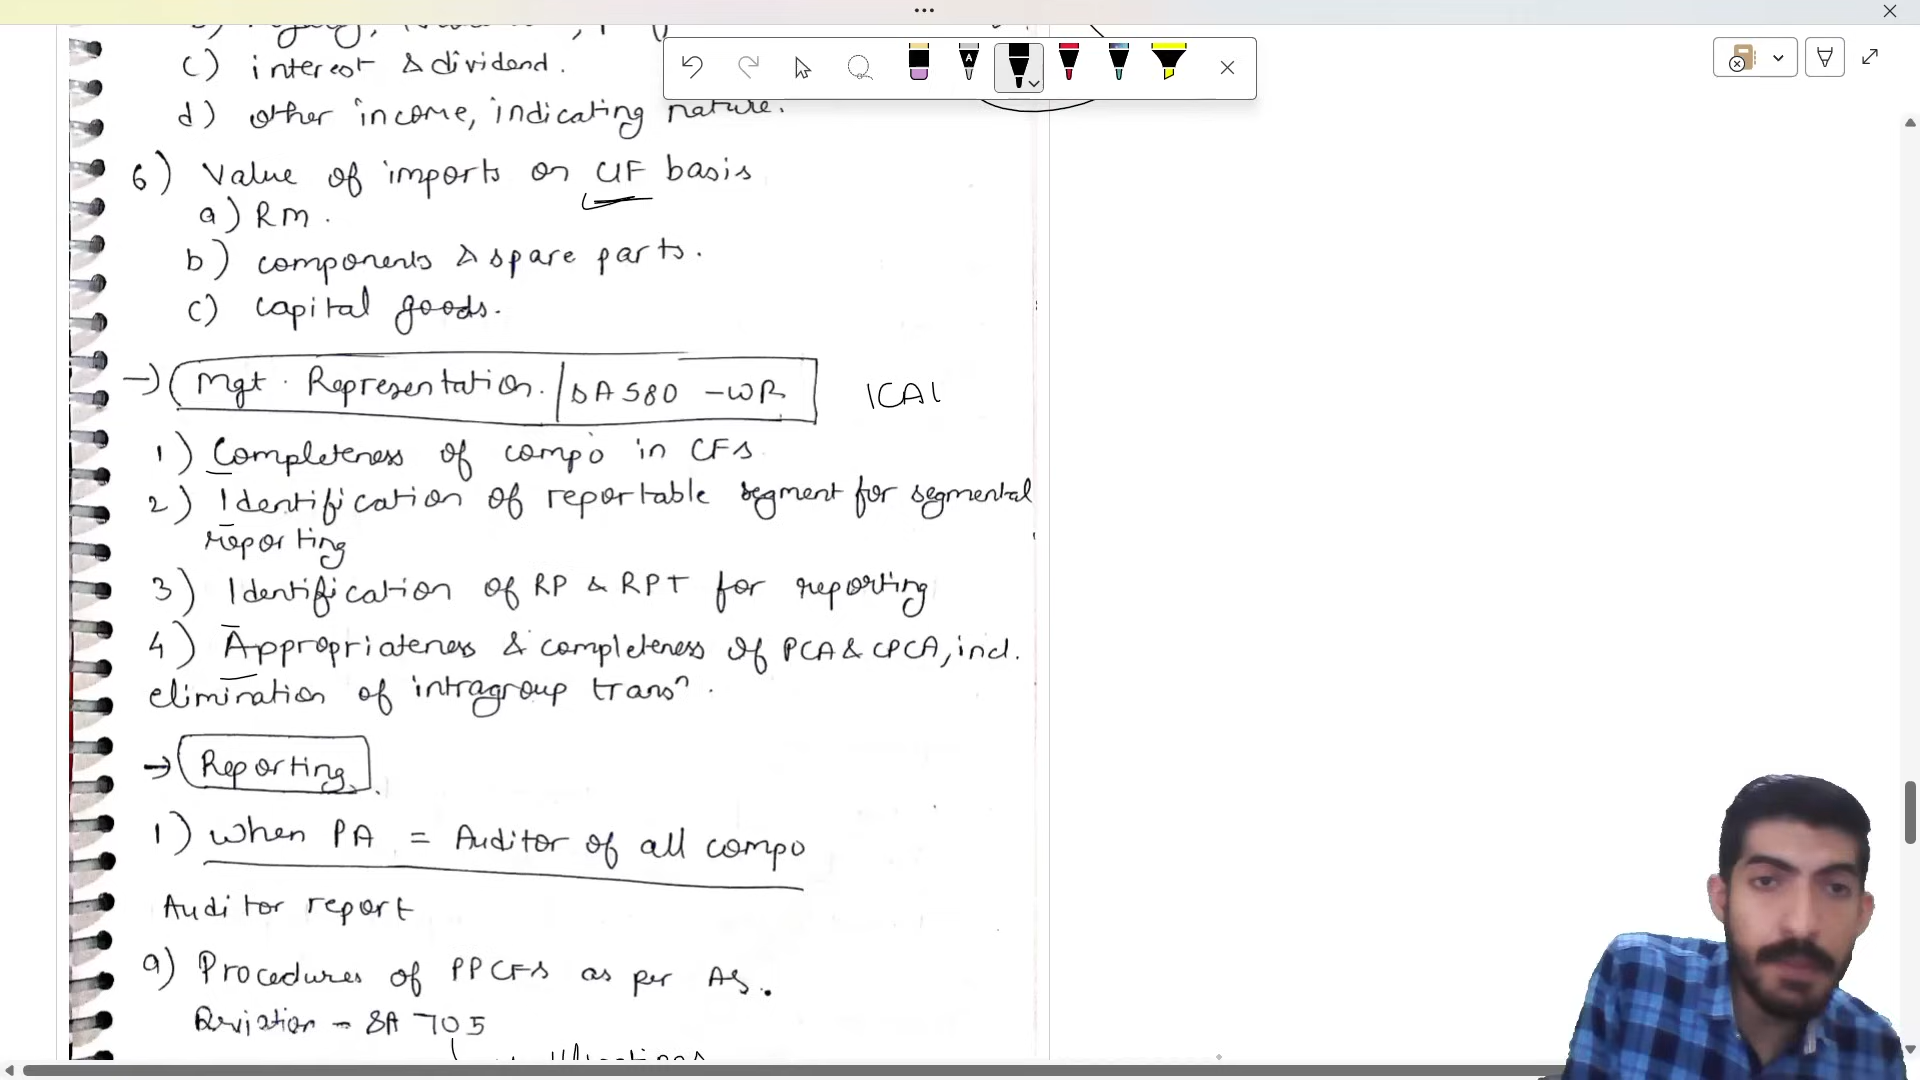 c) interest & dividend.
d) other income, indicating nature.
6) Value of imports on CIF basis
a) RM.
b) components & spare parts.
c) capital goods.
→ Mgt. Representation. / SA 580 - WR
ICAI
1) Completeness of compo in CFS
2) Identification of reportable segment for segmental
reporting
3) Identification of RP & RPT for reporting
4) Appropriateness & completeness of PCA & CPCA, incl.
elimination of intragroup transⁿ.
→ Reporting.
1) When PA = Auditor of all compo
Auditor report
a) Procedures of PPCFS as per AS.
Deviation - SA 705